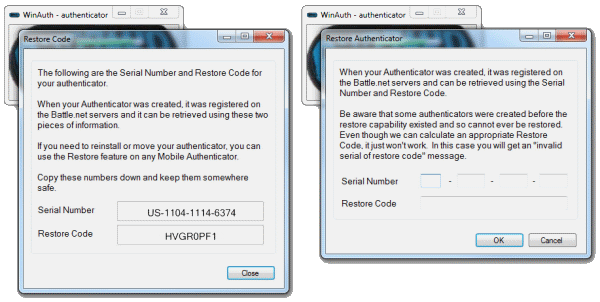 WinAuth - authenticator
Restore Code
The following are the Serial Number and Restore Code for
your authenticator.
When your Authenticator was created, it was registered on
the Battle.net servers and it can be retrieved using these two
pieces of information.
If you need to reinstall or move your authenticator, you can
use the Restore feature on any Mobile Authenticator.
Copy these numbers down and keep them somewhere
safe.
Serial Number US-1104-1114-6374
Restore Code HVGR0PF1
Close
WinAuth - authenticator
Restore Authenticator
When your Authenticator was created, it was registered on
the Battle.net servers and can be retrieved using the Serial
Number and Restore Code.
Be aware that some authenticators were created before the
restore capability existed and so cannot ever be restored.
Even though we can calculate an appropriate Restore
Code, it just won't work. In this case you will get an "invalid
serial of restore code" message.
Serial Number - - -
Restore Code
OK Cancel